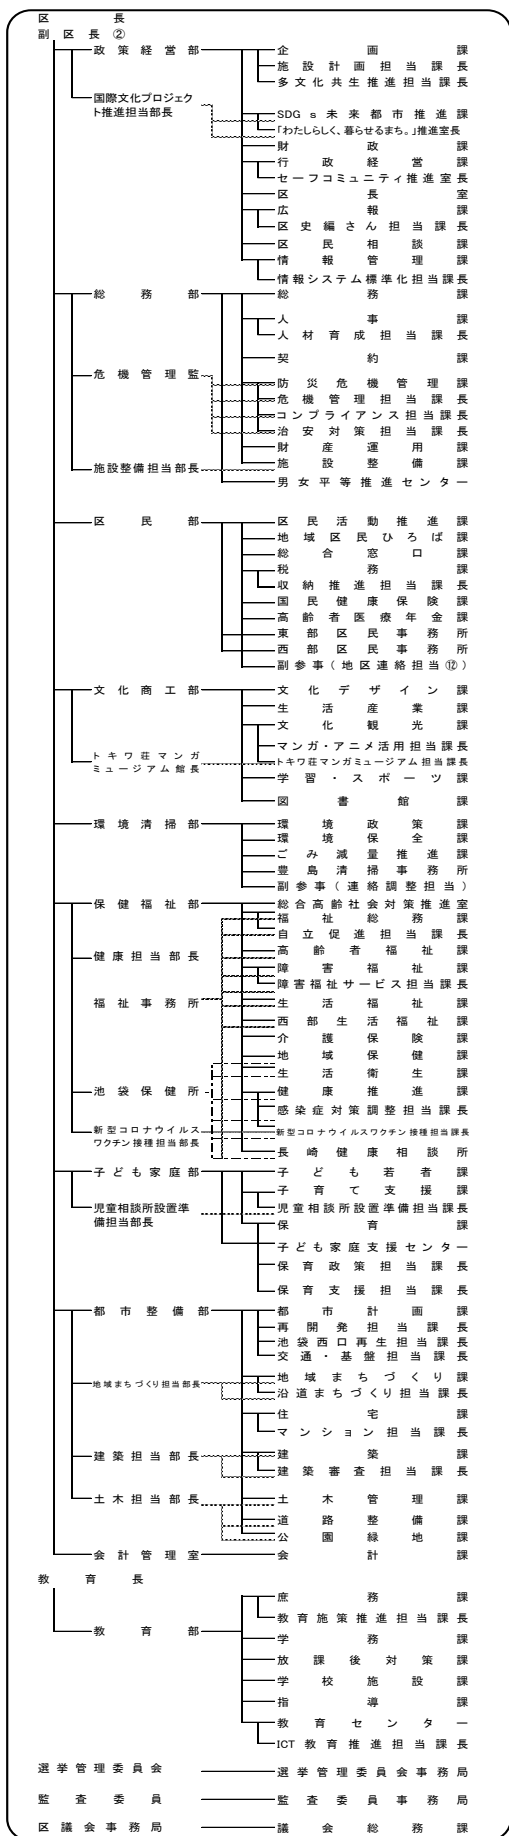 区長
副区長②
政策経営部 企画課
施設計画担当課長
多文化共生推進担当課長
国際文化プロジェクト推進担当部長
SDGs未来都市推進課
「わたしらしく、暮らせるまち。」推進室長
財政課
行政経営課
セーフコミュニティ推進室長
区長室
広報課
区史編さん担当課長
区民相談課
情報管理課
情報システム標準化担当課長
総務部 総務課
人事課
人材育成担当課長
契約課
危機管理監 防災危機管理課
危機管理担当課長
コンプライアンス担当課長
治安対策担当課長
財産運用課
施設整備担当部長 施設整備課
男女平等推進センター
区民部 区民活動推進課
地域区民ひろば課
総合窓口課
税務課
収納推進担当課長
国民健康保険課
高齢者医療年金課
東部区民事務所
西部区民事務所
副参事(地区連絡担当⑫)
文化商工部 文化デザイン課
生活産業課
文化観光課
マンガ・アニメ活用担当課長
トキワ荘マンガミュージアム館長 トキワ荘マンガミュージアム担当課長
学習・スポーツ課
図書館課
環境清掃部 環境政策課
環境保全課
ごみ減量推進課
豊島清掃事務所
副参事(連絡調整担当)
保健福祉部 総合高齢社会対策推進室
福祉総務課
自立促進担当課長
健康担当部長 高齢者福祉課
障害福祉課
障害福祉サービス担当課長
福祉事務所 生活福祉課
西部生活福祉課
介護保険課
地域保健課
生活衛生課
池袋保健所 健康推進課
感染症対策調整担当課長
新型コロナウイルスワクチン接種担当部長 新型コロナウイルスワクチン接種担当課長
長崎健康相談所
子ども家庭部 子ども若者課
子育て支援課
児童相談所設置準備担当部長 児童相談所設置準備担当課長
保育課
子ども家庭支援センター
保育政策担当課長
保育支援担当課長
都市整備部 都市計画課
再開発担当課長
池袋西口再生担当課長
交通・基盤担当課長
地域まちづくり担当部長 地域まちづくり課
沿道まちづくり担当課長
住宅課
マンション担当課長
建築担当部長 建築課
建築審査担当課長
土木担当部長 土木管理課
道路整備課
公園緑地課
会計管理室 会計課
教育長
庶務課
教育施策推進担当課長
教育部 学務課
放課後対策課
学校施設課
指導課
教育センター
ICT教育推進担当課長
選挙管理委員会 選挙管理委員会事務局
監査委員 監査委員事務局
区議会事務局 議会総務課